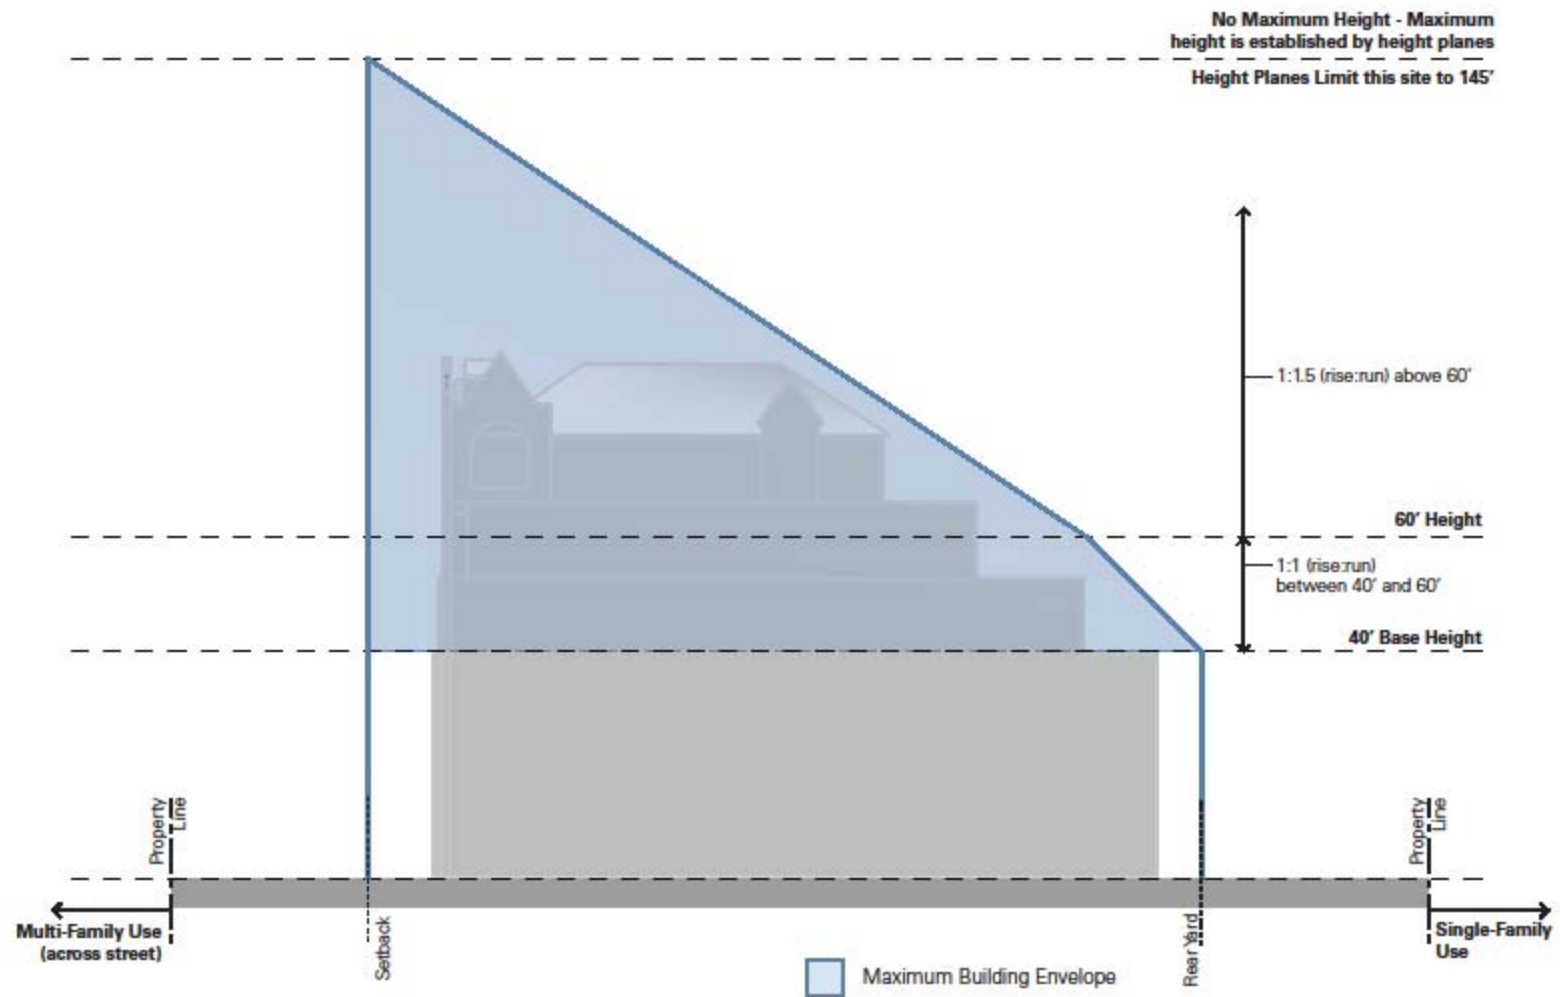 No Maximum Height - Maximum
height is established by height planes
Height Planes Limit this site to 145’
1:1.5 (rise:run) above 60’
60’ Height
1:1 (rise:run)
between 40’ and 60’
40’ Base Height
Property
Line
Property
Line
Multi-Family Use
(across street)
Setback
Rear Yard
Single-Family
Use
Maximum Building Envelope